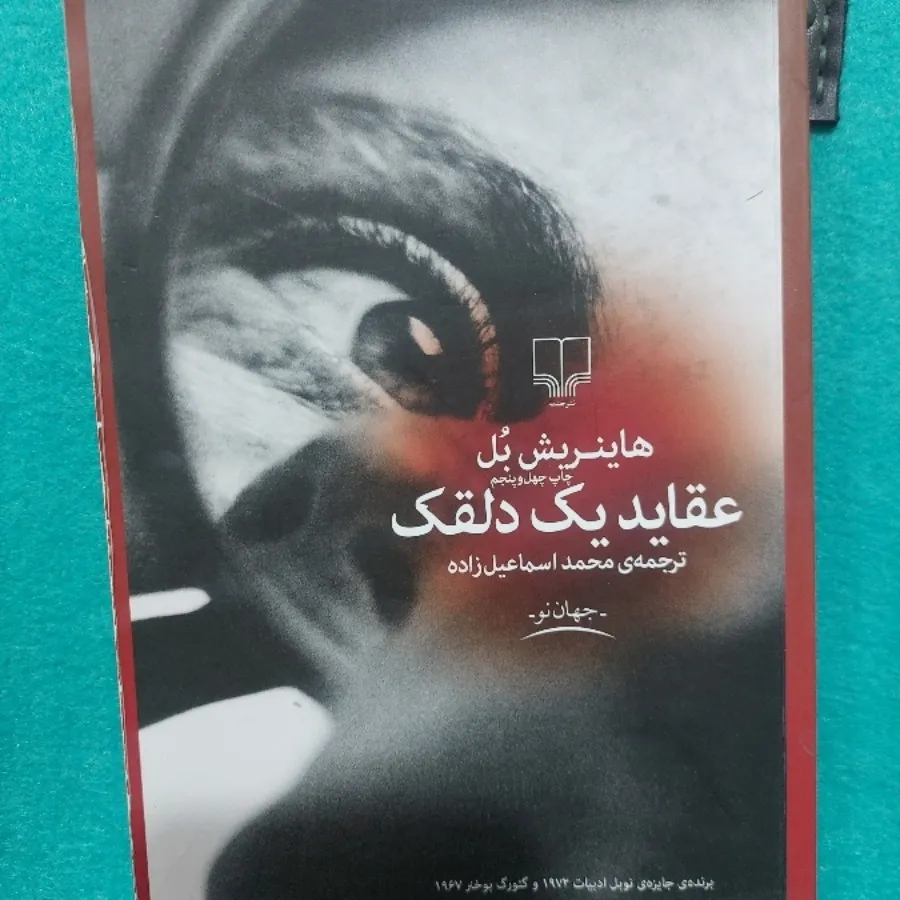 نشرچشمه
هاینریش بُل
چاپ چهل‌وپنجم
عقاید یک دلقک
ترجمه‌ی محمد اسماعیل‌زاده
-جهان‌نو-
برنده‌ی جایزه‌ی نوبل ادبیات ۱۹۷۲ و گئورگ بوخنر ۱۹۶۷